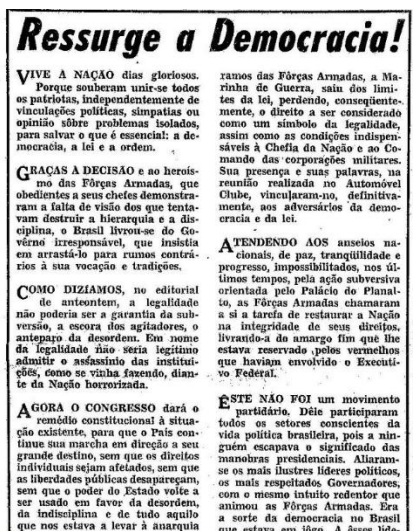 Ressurge a Democracia!
VIVE A NAÇÃO dias gloriosos.
Porque souberam unir-se todos
os patriotas, independentemente de
vinculações políticas, simpatias ou
opinião sôbre problemas isolados,
para salvar o que é essencial: a de-
mocracia, a lei e a ordem.
GRAÇAS A DECISÃO e ao heroís-
mo das Fôrças Armadas, que
obedientes a seus chefes demonstra-
ram a falta de visão dos que tenta-
vam destruir a hierarquia e a dis-
ciplina, o Brasil livrou-se do Go-
vêrno irresponsável, que insistia
em arrastá-lo para rumos contrá-
rios à sua vocação e tradições.
COMO DIZÍAMOS, no editorial
de anteontem, a legalidade
não poderia ser a garantia da sub-
versão, a escora dos agitadores, o
anteparo da desordem. Em nome
da legalidade não seria legítimo
admitir o assassínio das institui-
ções, como se vinha fazendo, dian-
te da Nação horrorizada.
AGORA O CONGRESSO dará o
remédio constitucional à situa-
ção existente, para que o País con-
tinue sua marcha em direção a seu
grande destino, sem que os direitos
individuais sejam afetados, sem que
as liberdades públicas desapareçam,
sem que o poder do Estado volte a
ser usado em favor da desordem,
da indisciplina e de tudo aquilo
que nos estava a levar à anarquia
ramos das Fôrças Armadas, a Ma-
rinha de Guerra, saiu dos limi-
tes da lei, perdendo, conseqüente-
mente, o direito a ser considerado
como um símbolo da legalidade,
assim como as condições indispen-
sáveis à Chefia da Nação e ao Co-
mando das corporações militares.
Sua presença e suas palavras, na
reunião realizada no Automóvel
Clube, vincularam-no, definitiva-
mente, aos adversários da demo-
cracia e da lei.
ATENDENDO AOS anseios na-
cionais, de paz, tranqüilidade e
progresso, impossibilitados, nos úl-
timos tempos, pela ação subversiva
orientada pelo Palácio do Planal-
to, as Fôrças Armadas chamaram
a si a tarefa de restaurar a Nação
na integridade de seus direitos,
livrando-a do amargo fim que lhe
estava reservado pelos vermelhos
que haviam envolvido o Executi-
vo Federal.
ÊSTE NÃO FOI um movimento
partidário. Dêle participaram
todos os setores conscientes da
vida política brasileira, pois a nin-
guém escapava o significado das
manobras presidenciais. Aliaram-
se os mais ilustres líderes políticos,
os mais respeitados Governadores,
com o mesmo intuito redentor que
animou as Fôrças Armadas. Era
a sorte da democracia no Brasil